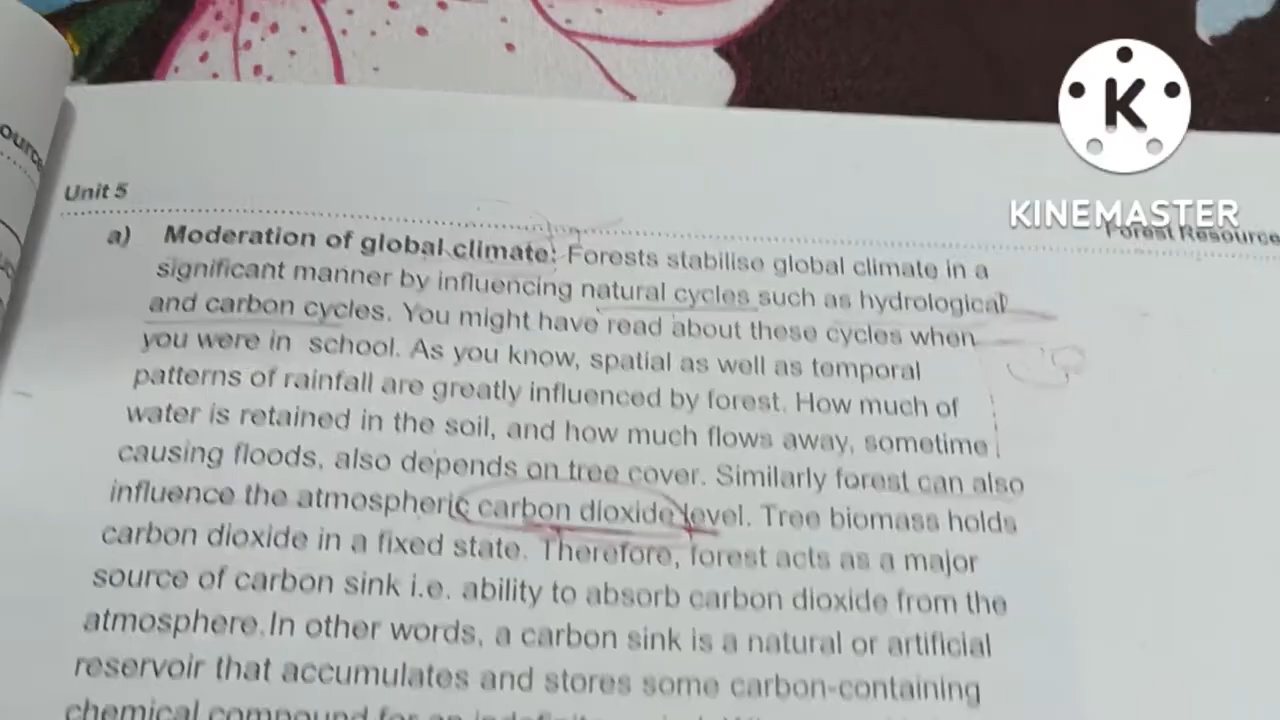 K
KINEMASTER
Unit 5
Forest Resource
a) Moderation of global climate: Forests stabilise global climate in a
significant manner by influencing natural cycles such as hydrological
and carbon cycles. You might have read about these cycles when
you were in school. As you know, spatial as well as temporal
patterns of rainfall are greatly influenced by forest. How much of
water is retained in the soil, and how much flows away, sometime
causing floods, also depends on tree cover. Similarly forest can also
influence the atmospheric carbon dioxide level. Tree biomass holds
carbon dioxide in a fixed state. Therefore, forest acts as a major
source of carbon sink i.e. ability to absorb carbon dioxide from the
atmosphere. In other words, a carbon sink is a natural or artificial
reservoir that accumulates and stores some carbon-containing
chemical compound for an